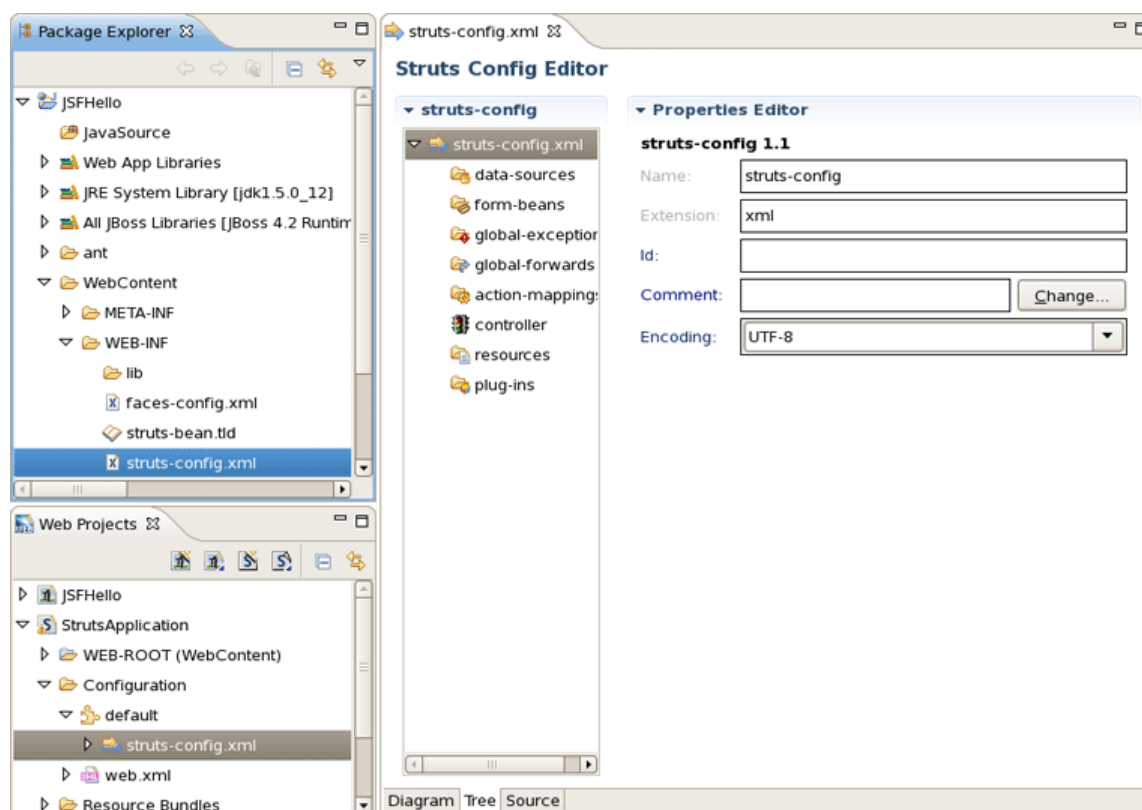 Package Explorer
JSFHello
JavaSource
Web App Libraries
JRE System Library [jdk1.5.0_12]
All JBoss Libraries [JBoss 4.2 Runtim
ant
WebContent
META-INF
WEB-INF
lib
faces-config.xml
struts-bean.tld
struts-config.xml
Web Projects
JSFHello
StrutsApplication
WEB-ROOT (WebContent)
Configuration
default
struts-config.xml
web.xml
Resource Bundles
struts-config.xml
Struts Config Editor
struts-config
struts-config.xml
data-sources
form-beans
global-exception
global-forwards
action-mappings
controller
resources
plug-ins
Properties Editor
struts-config 1.1
Name: struts-config
Extension: xml
Id:
Comment: Change...
Encoding: UTF-8
Diagram Tree Source